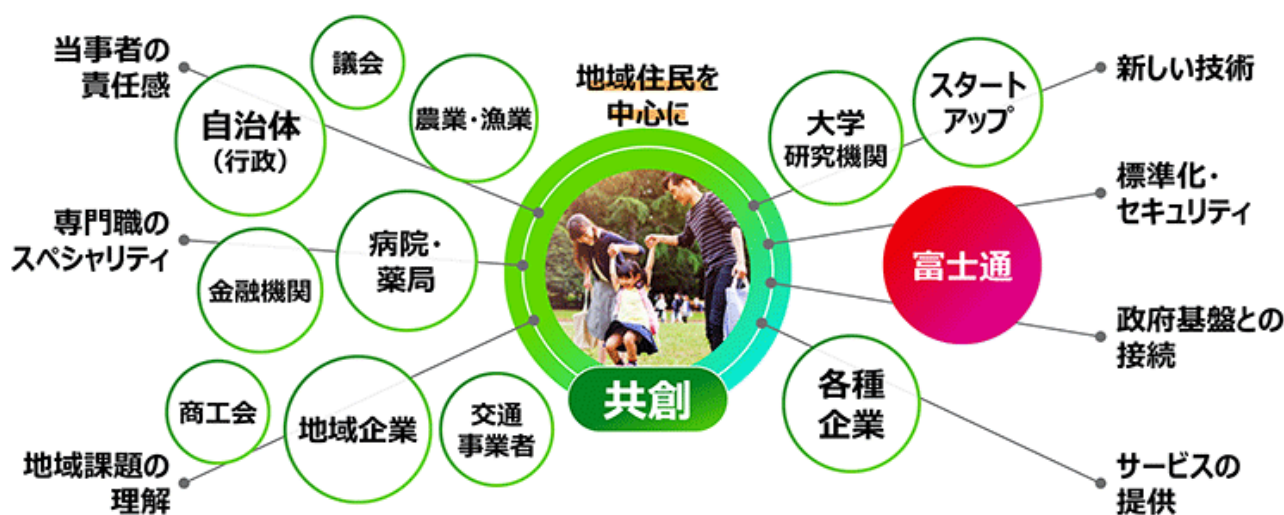 当事者の
責任感
議会
自治体
（行政）
農業・漁業
専門職の
スペシャリティ
病院・
薬局
金融機関
商工会
地域企業
交通
事業者
地域課題の
理解
地域住民を
中心に
共創
大学
研究機関
スタート
アップ
新しい技術
標準化・
セキュリティ
富士通
政府基盤との
接続
各種
企業
サービスの
提供